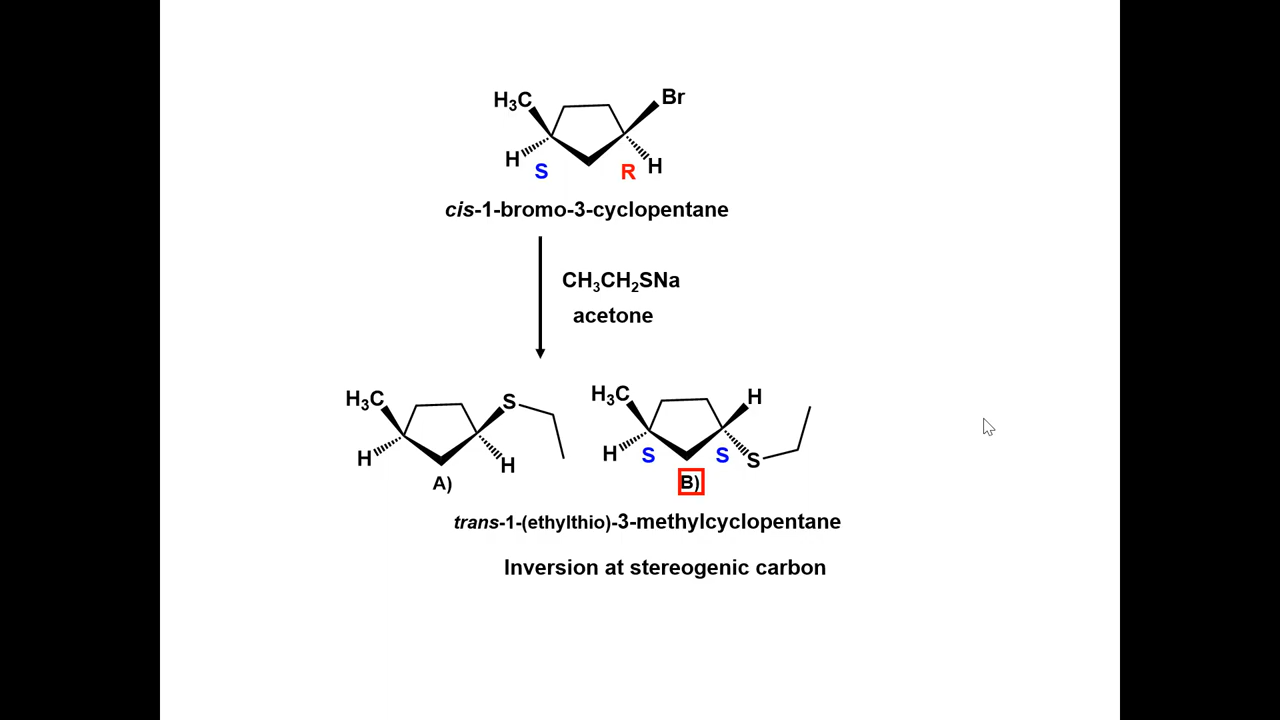 H3C Br
H H
S R
cis-1-bromo-3-cyclopentane
CH3CH2SNa
acetone
H3C S H3C H
H H H S
S S
A) B)
trans-1-(ethylthio)-3-methylcyclopentane
Inversion at stereogenic carbon